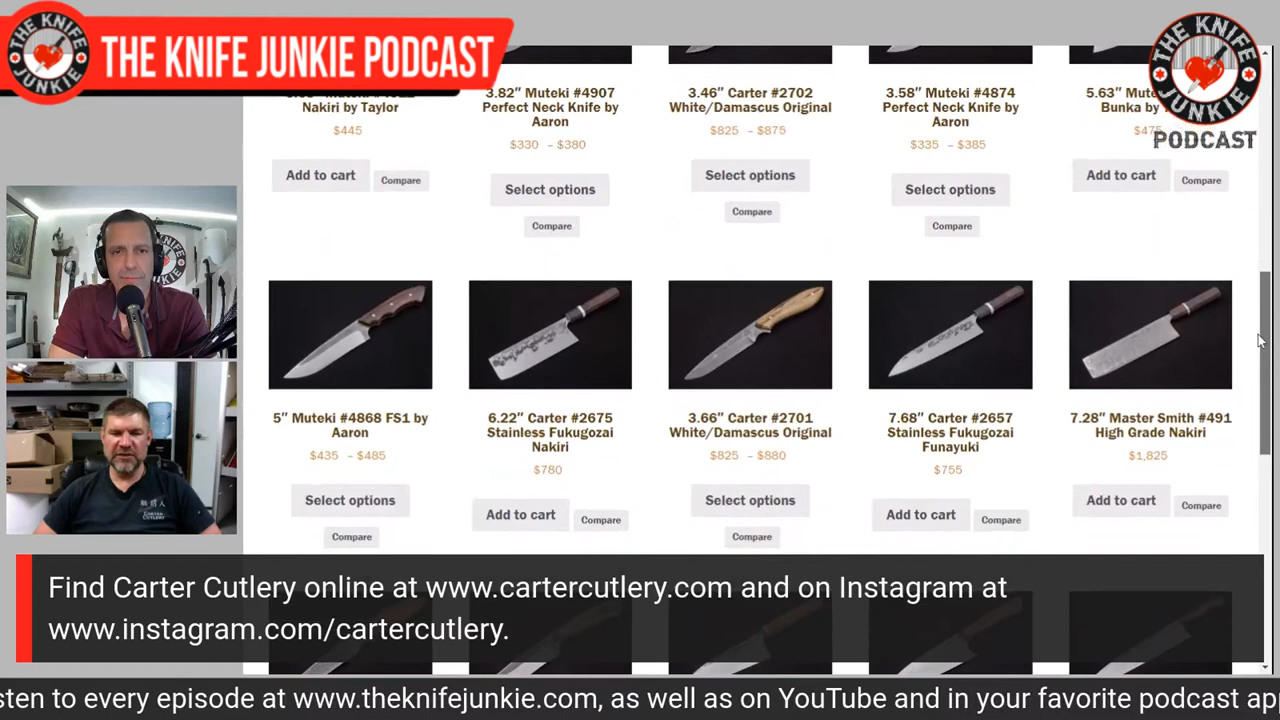 THE KNIFE JUNKIE
THE KNIFE JUNKIE PODCAST
THE KNIFE JUNKIE
PODCAST
Nakiri by Taylor
$445
Add to cart
Compare
3.82″ Muteki #4907
Perfect Neck Knife by
Aaron
$330 – $380
Select options
Compare
3.46″ Carter #2702
White/Damascus Original
$825 – $875
Select options
Compare
3.58″ Muteki #4874
Perfect Neck Knife by
Aaron
$335 – $385
Select options
Compare
5.63″
Bunka by
Add to cart
Compare
5″ Muteki #4868 FS1 by
Aaron
$435 – $485
Select options
Compare
6.22″ Carter #2675
Stainless Fukugozai
Nakiri
$780
Add to cart
Compare
3.66″ Carter #2701
White/Damascus Original
$825 – $880
Select options
Compare
7.68″ Carter #2657
Stainless Fukugozai
Funayuki
$755
Add to cart
Compare
7.28″ Master Smith #491
High Grade Nakiri
$1,825
Add to cart
Compare
KNIFE JUNKIE
CARTER
CUTLERY
Find Carter Cutlery online at www.cartercutlery.com and on Instagram at
www.instagram.com/cartercutlery.
sten to every episode at www.theknifejunkie.com, as well as on YouTube and in your favorite podcast app